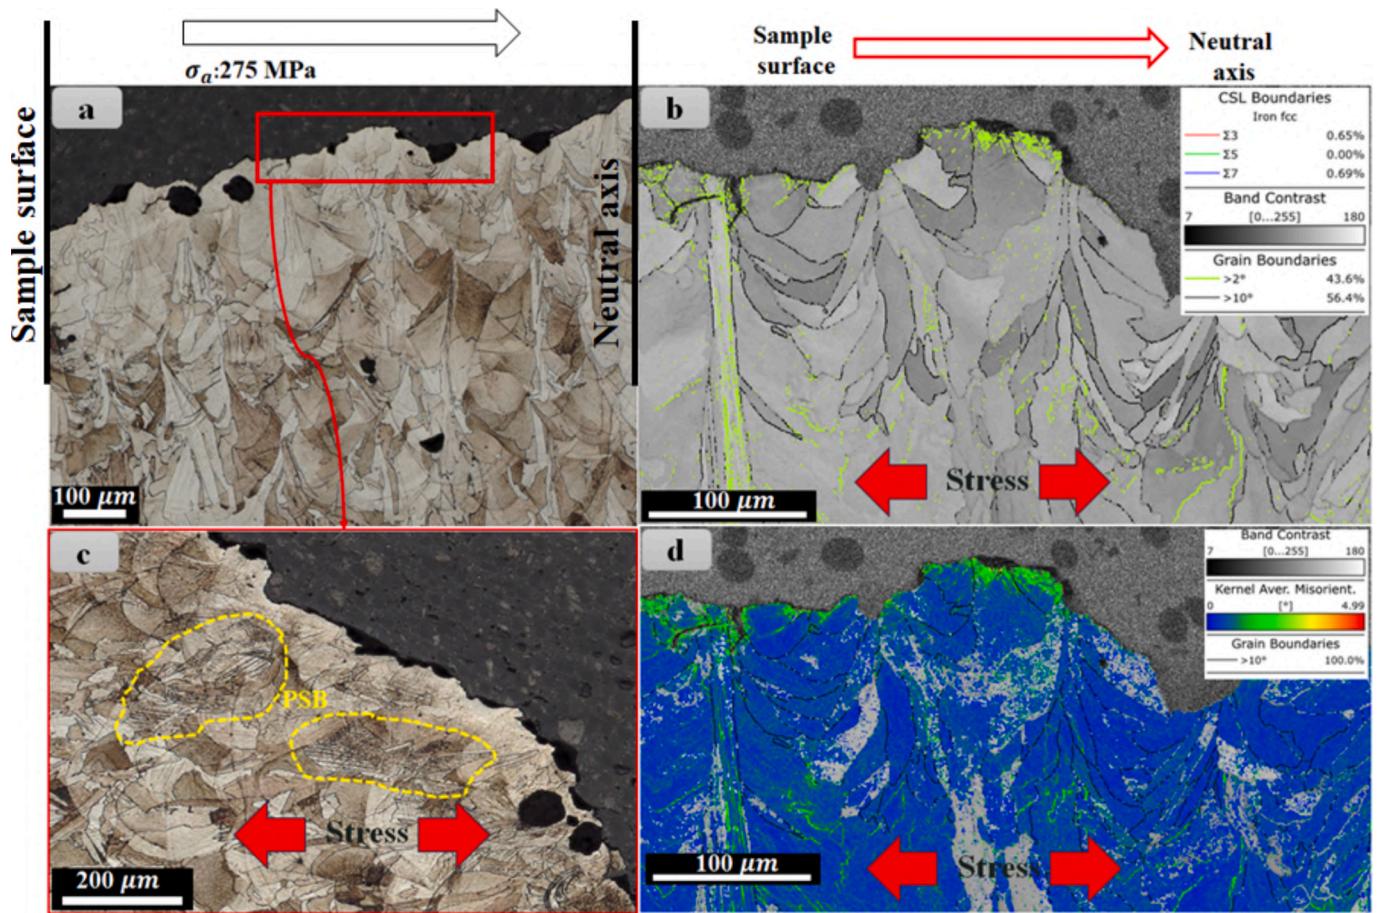 σₐ:275 MPa
Sample surface
Neutral axis
a
100 μm
Sample
surface
Neutral
axis
b
CSL Boundaries
Iron fcc
Σ3 0.65%
Σ5 0.00%
Σ7 0.69%
Band Contrast
7 [0...255] 180
Grain Boundaries
>2° 43.6%
>10° 56.4%
Stress
100 μm
c
PSB
Stress
200 μm
d
Band Contrast
7 [0...255] 180
Kernel Aver. Misorient.
0 [°] 4.99
Grain Boundaries
>10° 100.0%
Stress
100 μm